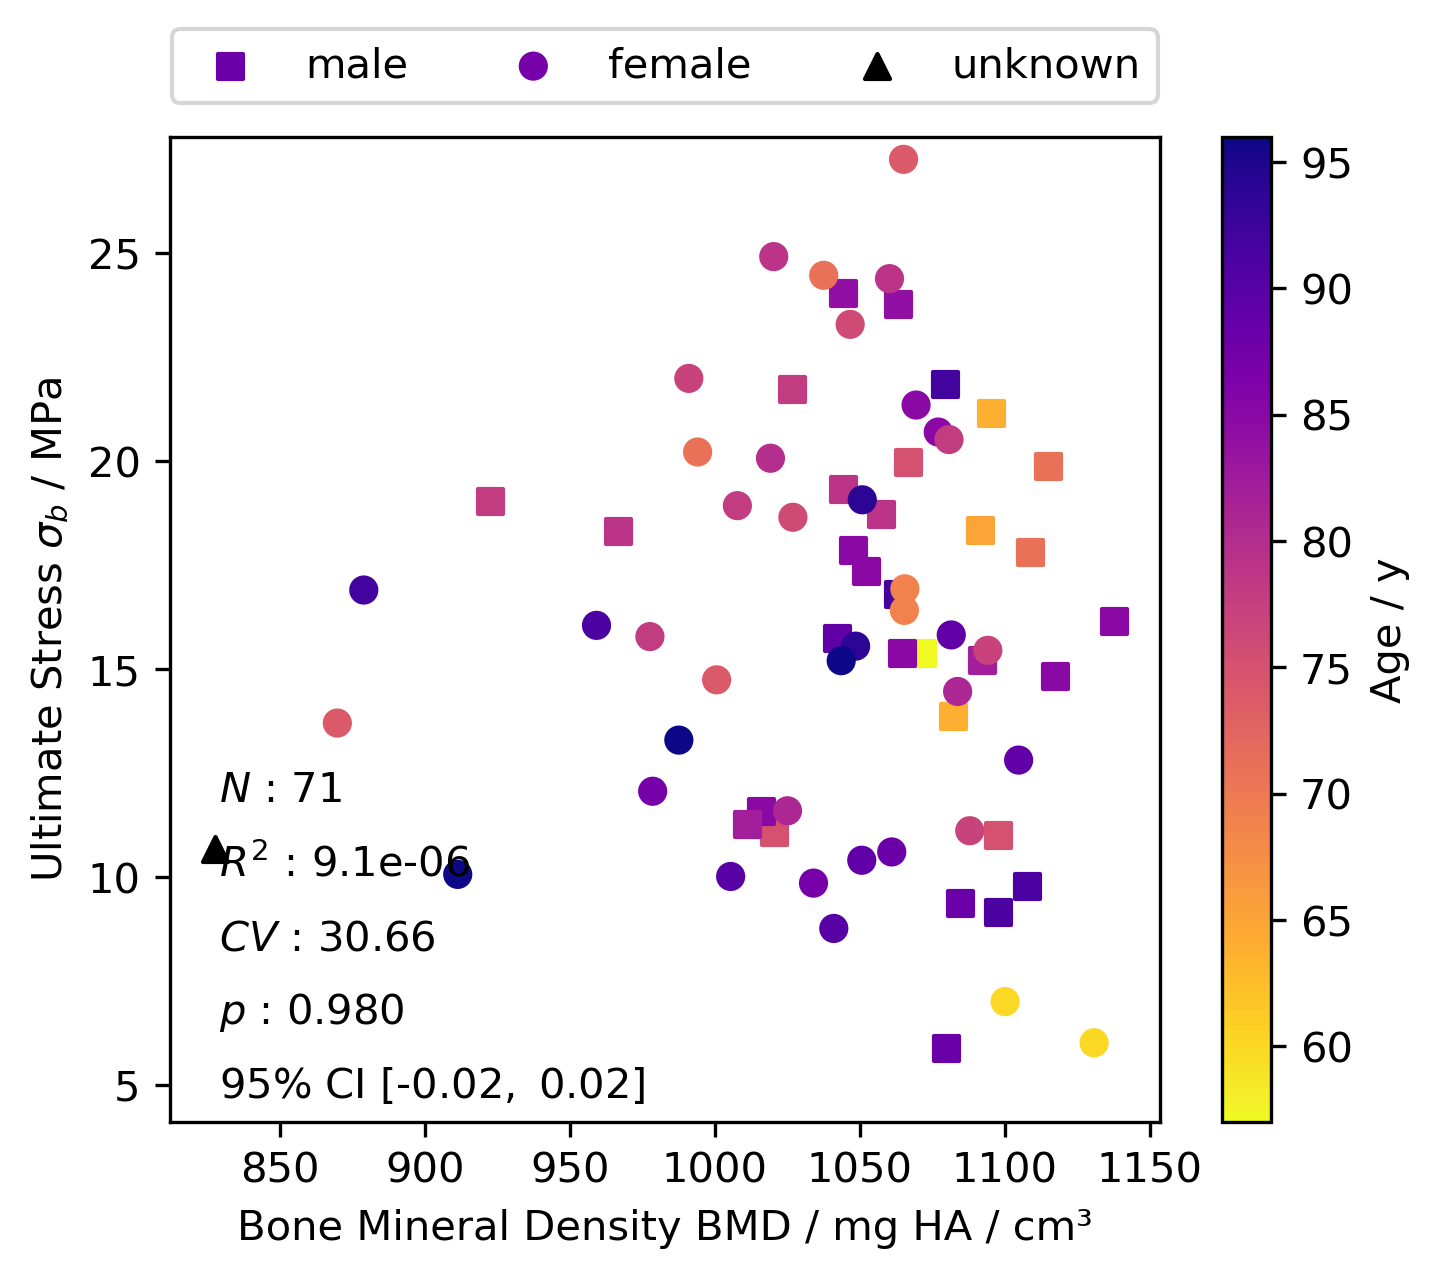 male female unknown
25
20
15
10
5
Ultimate Stress σ_b / MPa
N : 71
R² : 9.1e-06
CV : 30.66
p : 0.980
95% CI [-0.02, 0.02]
850 900 950 1000 1050 1100 1150
Bone Mineral Density BMD / mg HA / cm³
95
90
85
80
75
70
65
60
Age / y